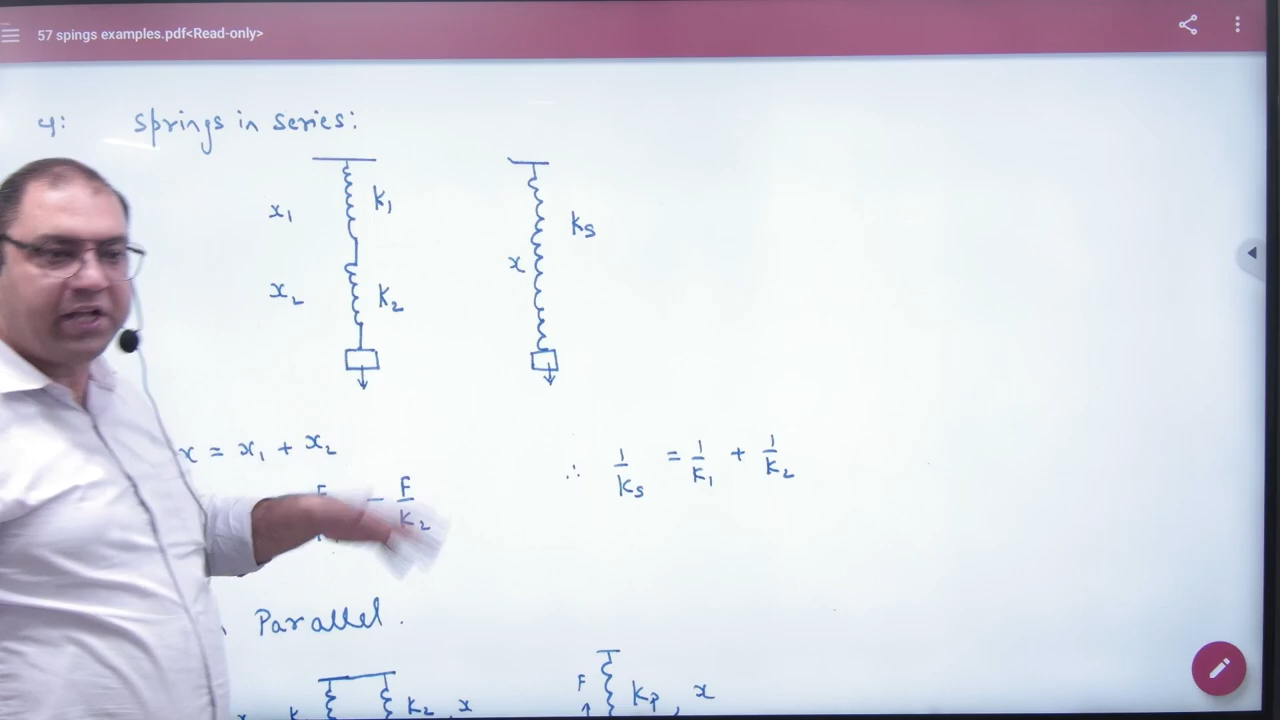 57 spings examples.pdf<Read-only>
4: Springs in series:
x₁ k₁
x₂ k₂
x ks
x = x₁ + x₂
F/k₂
∴ 1/ks = 1/k₁ + 1/k₂
Parallel.
k₂, x
F kp, x